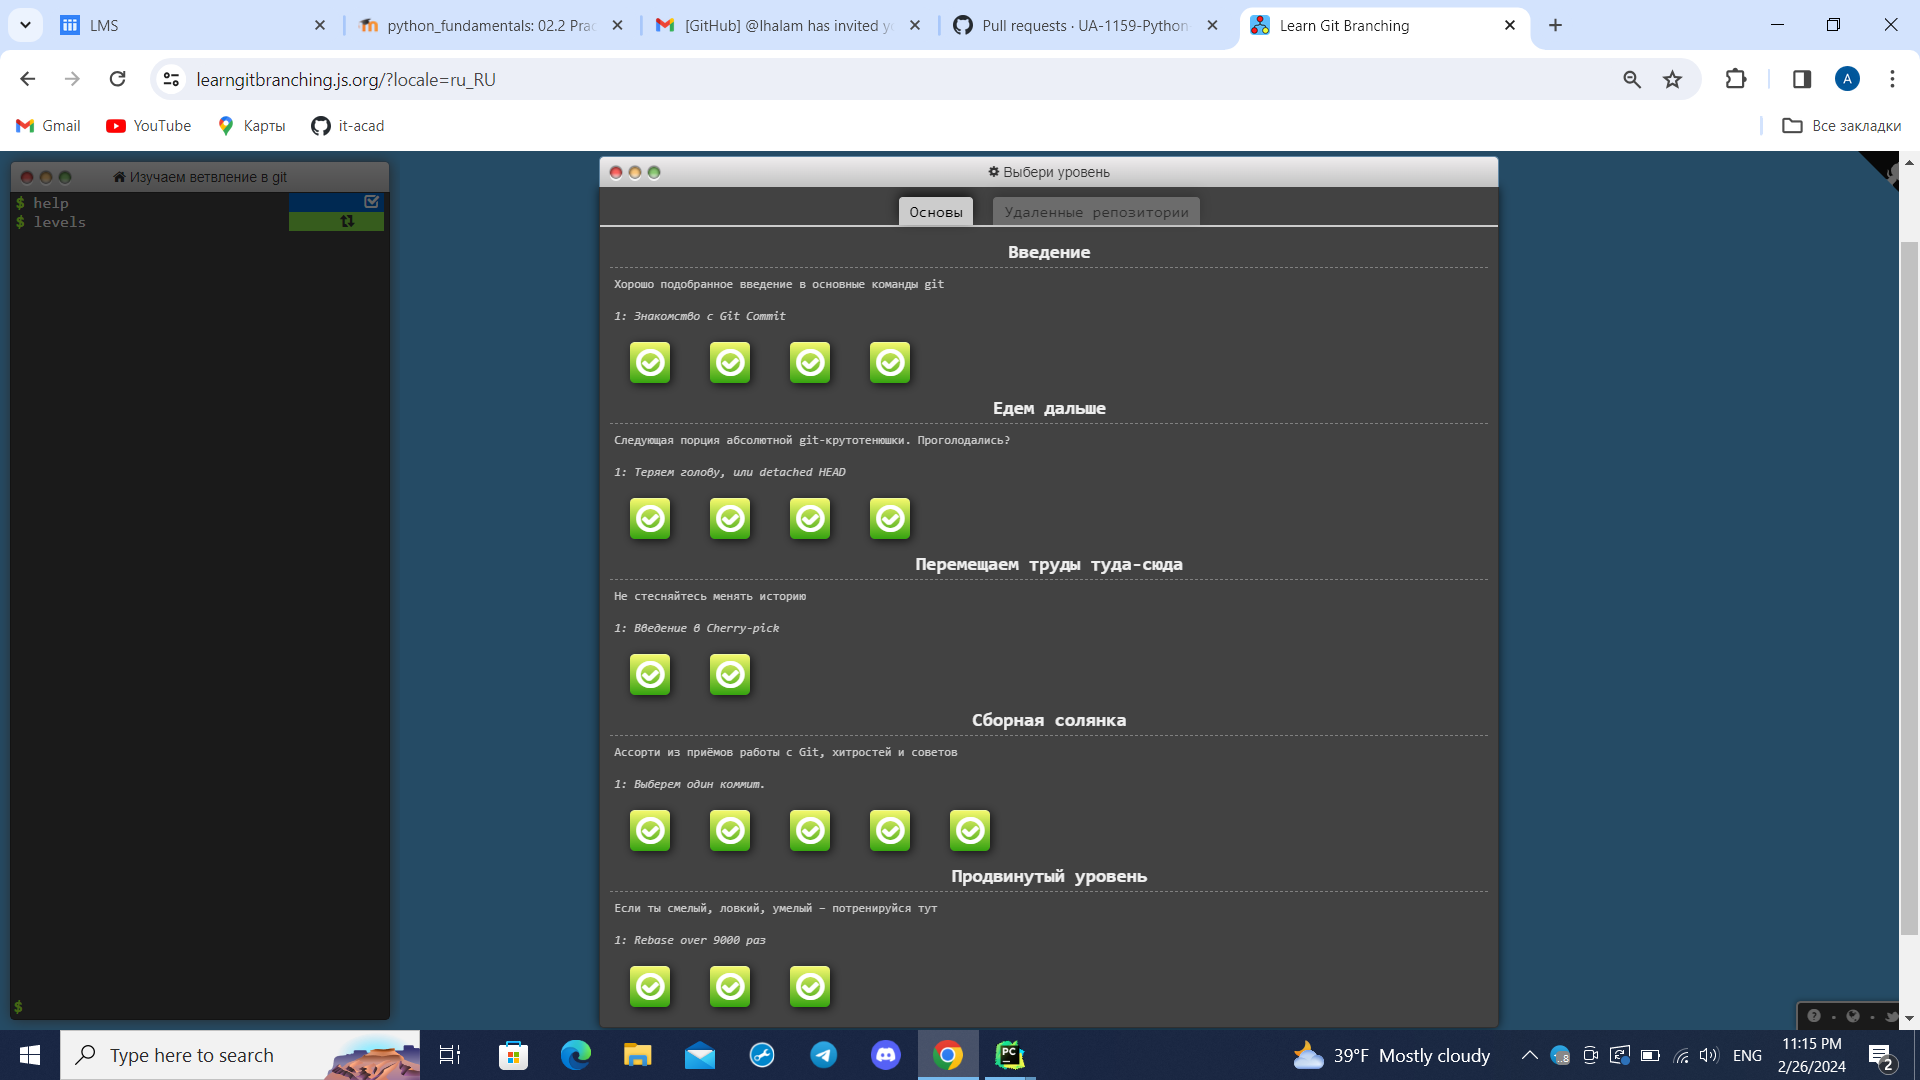 LMS
python_fundamentals: 02.2 Prac
[GitHub] @lhalam has invited yo
Pull requests · UA-1159-Python
Learn Git Branching
learngitbranching.js.org/?locale=ru_RU
A
Gmail
YouTube
Карты
it-acad
Все закладки
Изучаем ветвление в git
$ help
$ levels
$
Выбери уровень
Основы
Удаленные репозитории
Введение
Хорошо подобранное введение в основные команды git
1: Знакомство с Git Commit
Едем дальше
Следующая порция абсолютной git-крутотенюшки. Проголодались?
1: Теряем голову, или detached HEAD
Перемещаем труды туда-сюда
Не стесняйтесь менять историю
1: Введение в Cherry-pick
Сборная солянка
Ассорти из приёмов работы с Git, хитростей и советов
1: Выберем один коммит.
Продвинутый уровень
Если ты смелый, ловкий, умелый – потренируйся тут
1: Rebase over 9000 раз
Type here to search
PC
39°F Mostly cloudy
ENG
11:15 PM
2/26/2024
2